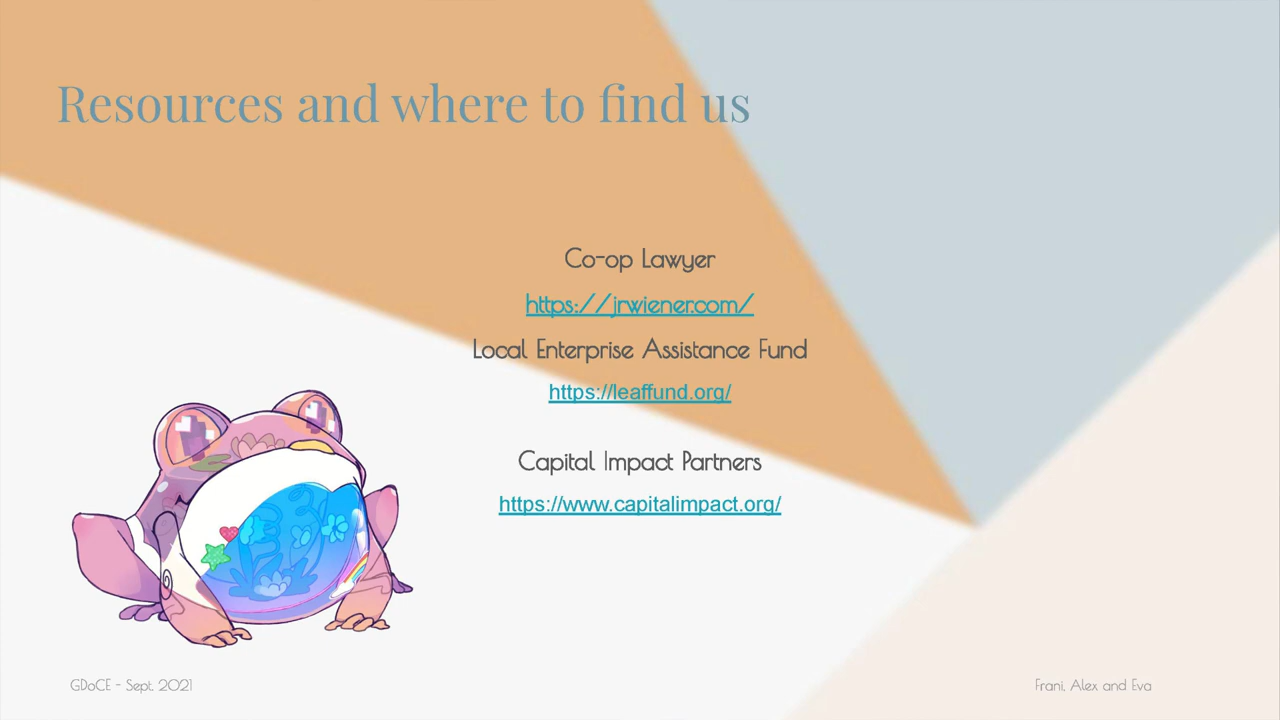 Resources and where to find us
Co-op Lawyer
https://jrwiener.com/
Local Enterprise Assistance Fund
https://leaffund.org/
Capital Impact Partners
https://www.capitalimpact.org/
GDoCE - Sept. 2021
Frani, Alex and Eva